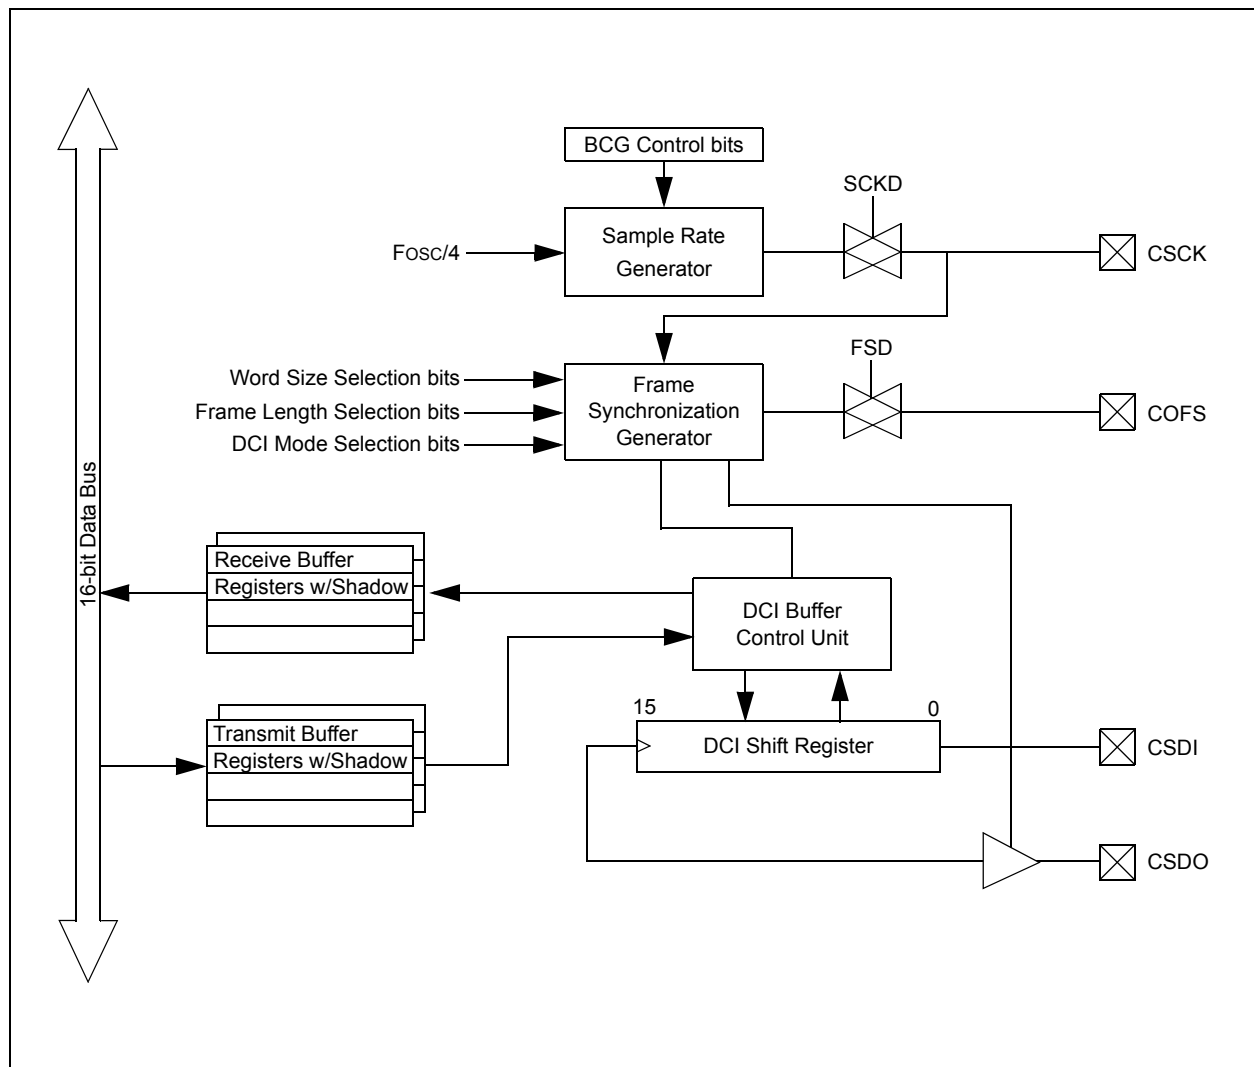 BCG Control bits
SCKD
Sample Rate
Generator
FOSC/4
CSCK
FSD
Word Size Selection bits
Frame Length Selection bits
DCI Mode Selection bits
Frame
Synchronization
Generator
COFS
16-bit Data Bus
Receive Buffer
Registers w/Shadow
DCI Buffer
Control Unit
15
0
Transmit Buffer
Registers w/Shadow
DCI Shift Register
CSDI
CSDO